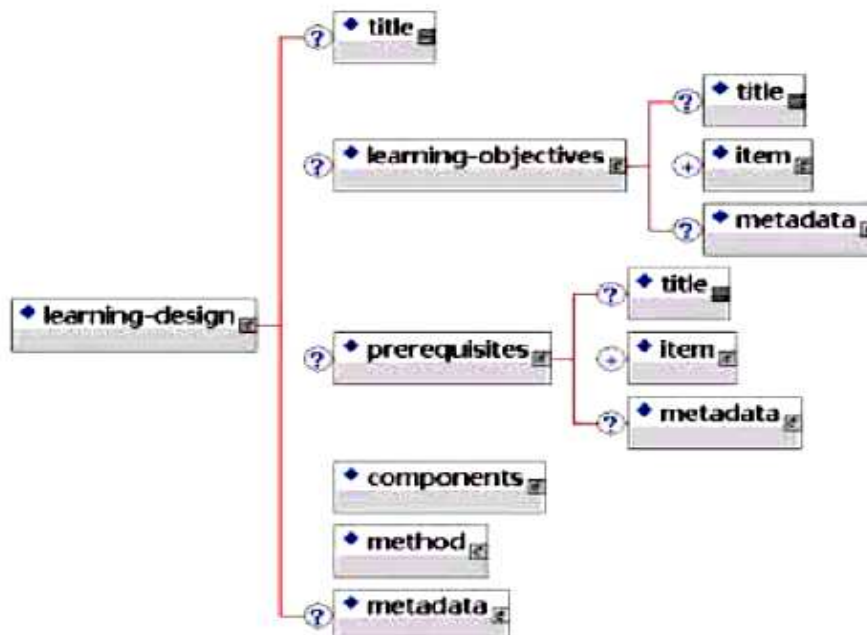 ? title
? learning-objectives
? title
+ item
? metadata
learning-design
? prerequisites
? title
+ item
? metadata
components
method
? metadata